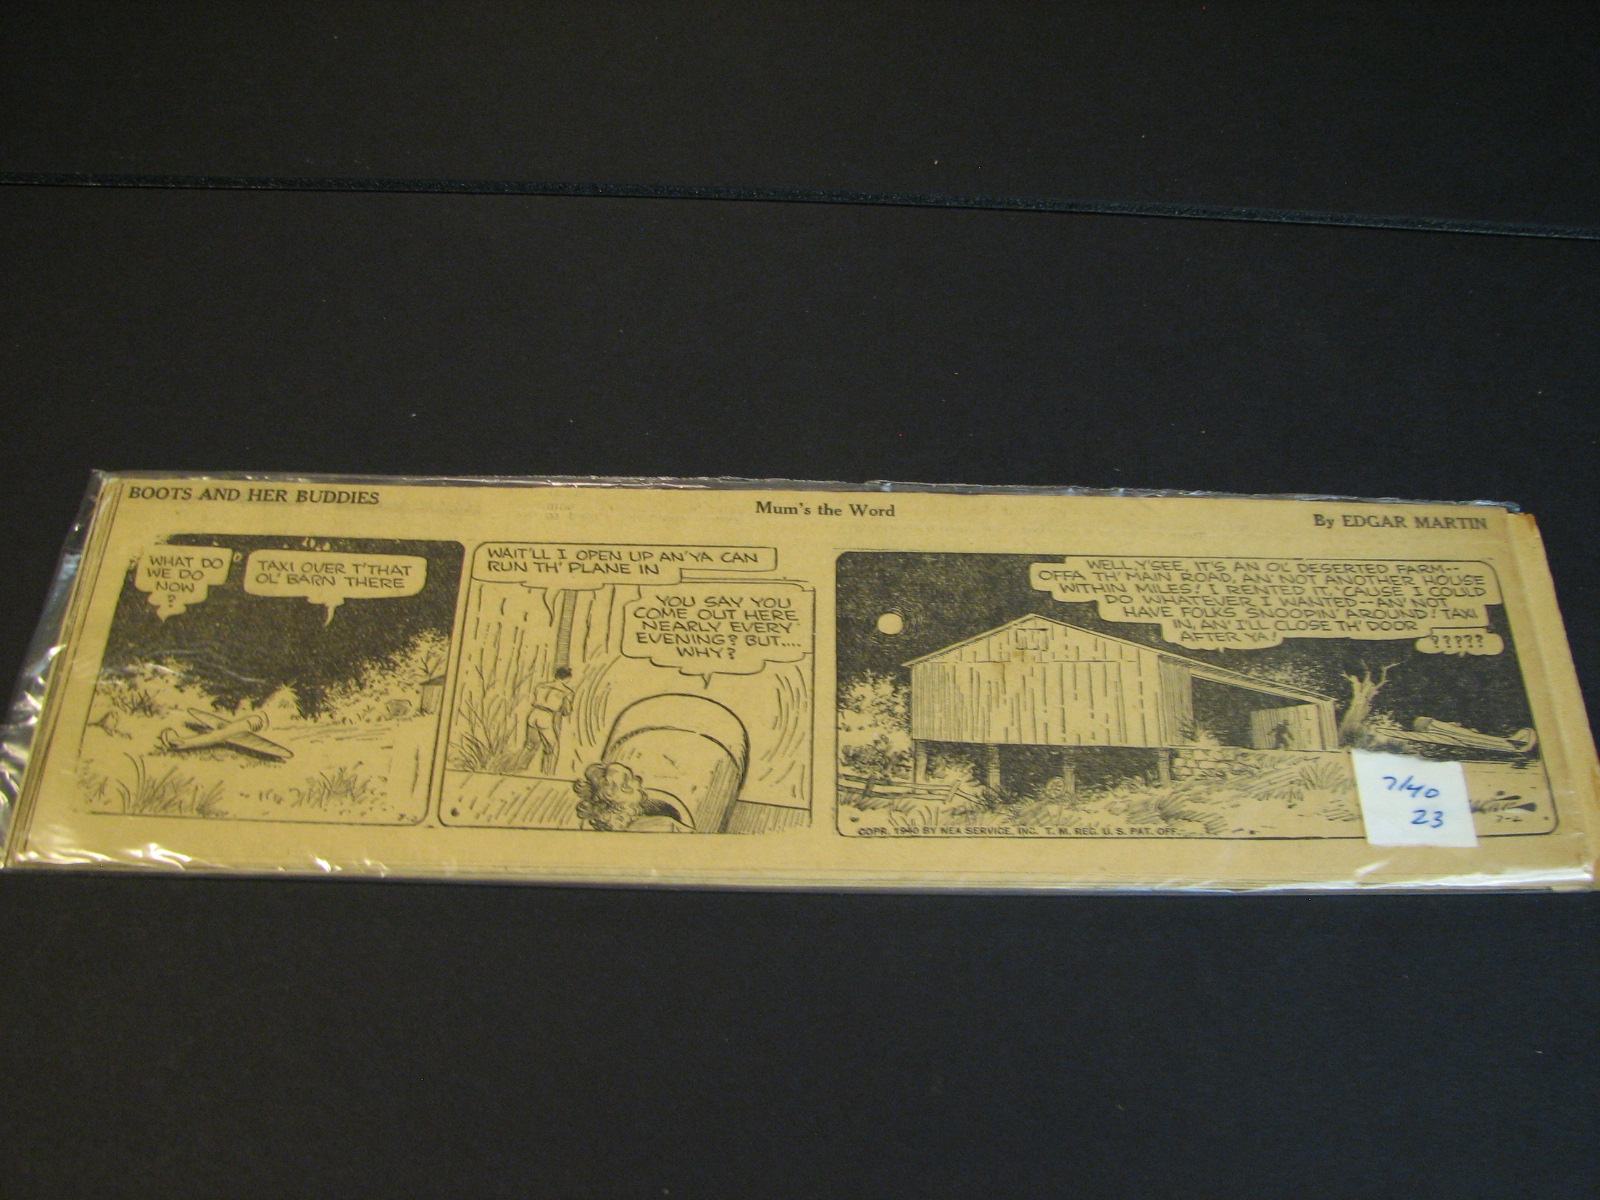 BOOTS AND HER BUDDIES
Mum's the Word
By EDGAR MARTIN
WHAT DO
WE DO
NOW
?
TAXI OVER T'THAT
OL' BARN THERE
7-2
WAIT'LL I OPEN UP AN' YA CAN
RUN TH' PLANE IN
YOU SAY YOU
COME OUT HERE
NEARLY EVERY
EVENING? BUT....
WHY?
WELL, Y'SEE, IT'S AN OL' DESERTED FARM--
OFFA TH' MAIN ROAD, AN' NOT ANOTHER HOUSE
WITHIN MILES! I RENTED IT, 'CAUSE I COULD
DO WHATEVER I WANTED--AN' NOT
HAVE FOLKS SNOOPIN' AROUND! TAXI
IN, AN' I'LL CLOSE TH' DOOR
AFTER YA!
?????
COPR. 1940 BY NEA SERVICE, INC. T. M. REG. U. S. PAT. OFF.
7-2
7/40
23